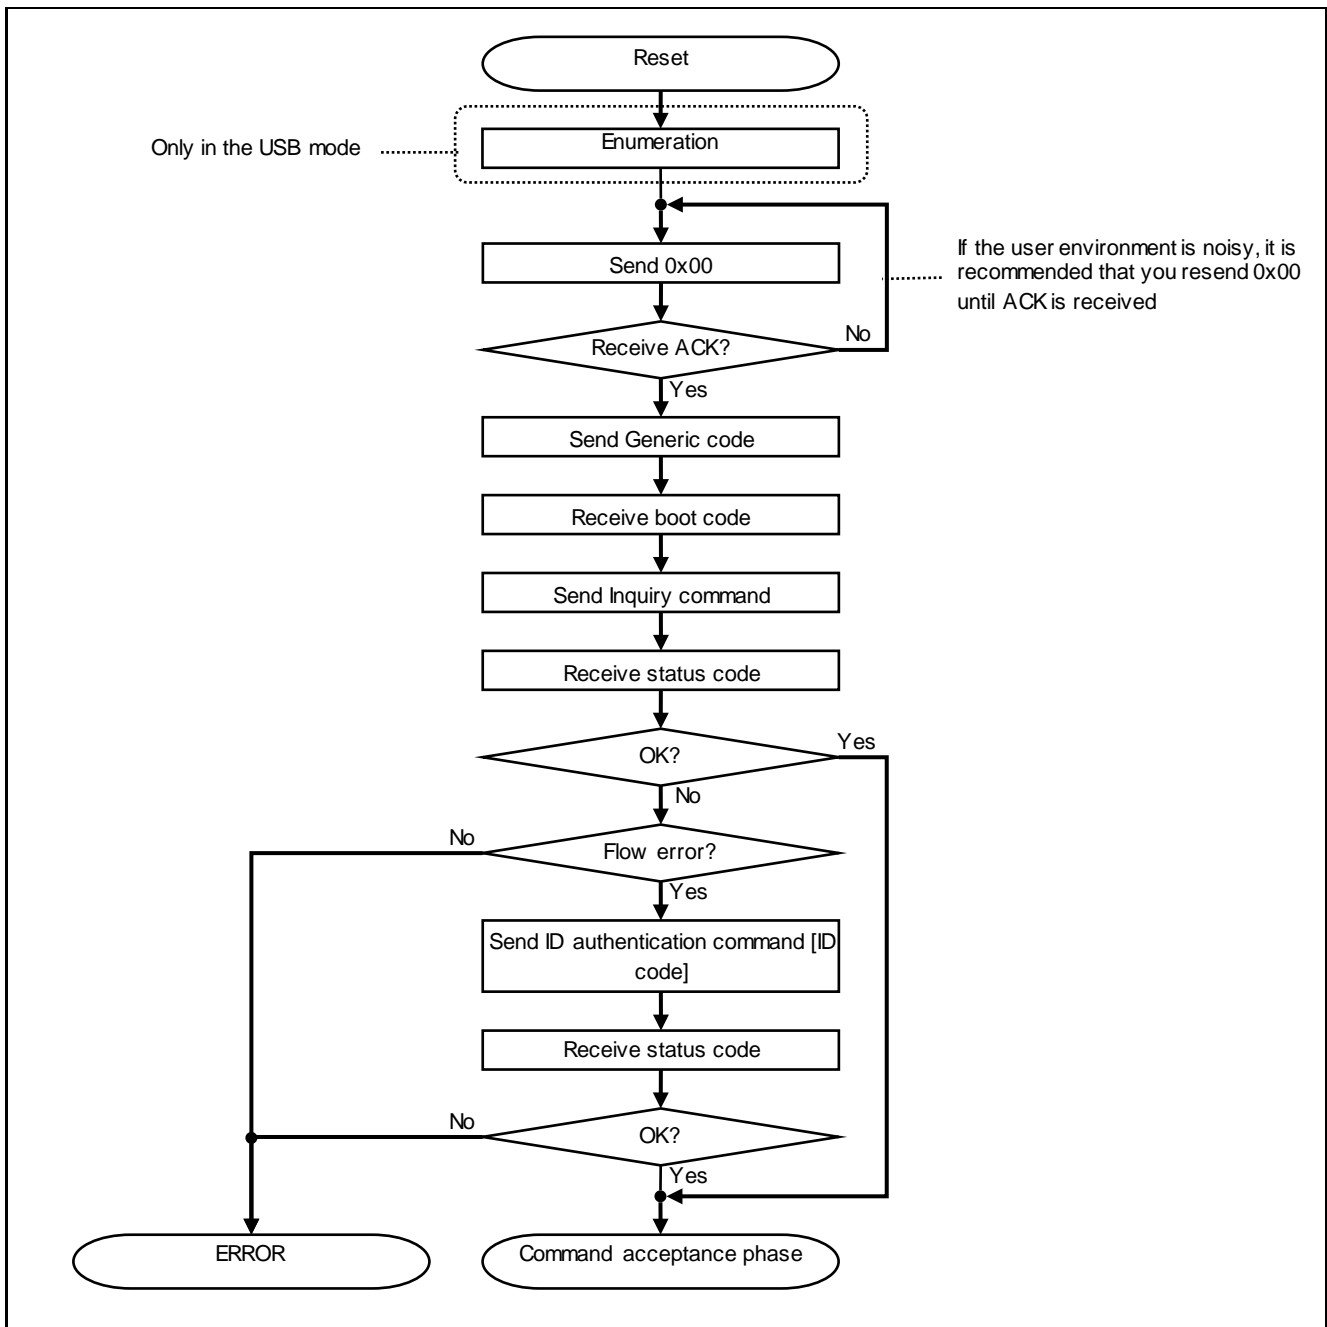 Reset
Only in the USB mode
Enumeration
Send 0x00
If the user environment is noisy, it is
recommended that you resend 0x00
until ACK is received
No
Receive ACK?
Yes
Send Generic code
Receive boot code
Send Inquiry command
Receive status code
Yes
OK?
No
No
Flow error?
Yes
Send ID authentication command [ID
code]
Receive status code
No
OK?
Yes
ERROR
Command acceptance phase